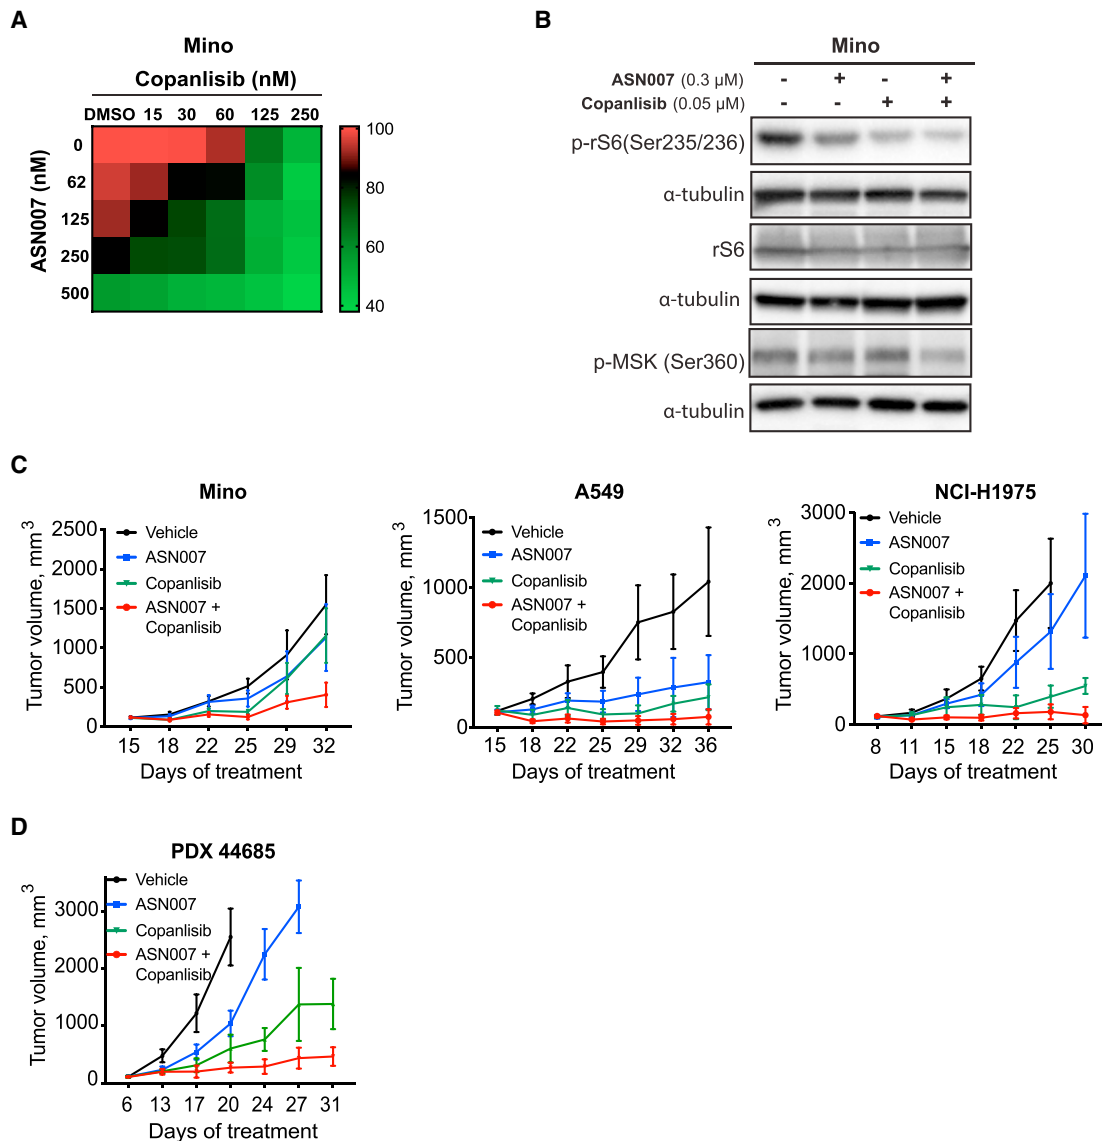 A
Mino
Copanlisib (nM)
DMSO 15 30 60 125 250
ASN007 (nM)
0
62
125
250
500
100
80
60
40
B
Mino
ASN007 (0.3 µM) - + - +
Copanlisib (0.05 µM) - - + +
p-rS6(Ser235/236)
α-tubulin
rS6
α-tubulin
p-MSK (Ser360)
α-tubulin
C
Mino
Tumor volume, mm3
2500
2000
1500
1000
500
0
Vehicle
ASN007
Copanlisib
ASN007 +
Copanlisib
15 18 22 25 29 32
Days of treatment
A549
Tumor volume, mm3
1500
1000
500
0
Vehicle
ASN007
Copanlisib
ASN007 +
Copanlisib
15 18 22 25 29 32 36
Days of treatment
NCI-H1975
Tumor volume, mm3
3000
2000
1000
0
Vehicle
ASN007
Copanlisib
ASN007 +
Copanlisib
8 11 15 18 22 25 30
Days of treatment
D
PDX 44685
Tumor volume, mm3
3000
2000
1000
0
Vehicle
ASN007
Copanlisib
ASN007 +
Copanlisib
6 13 17 20 24 27 31
Days of treatment